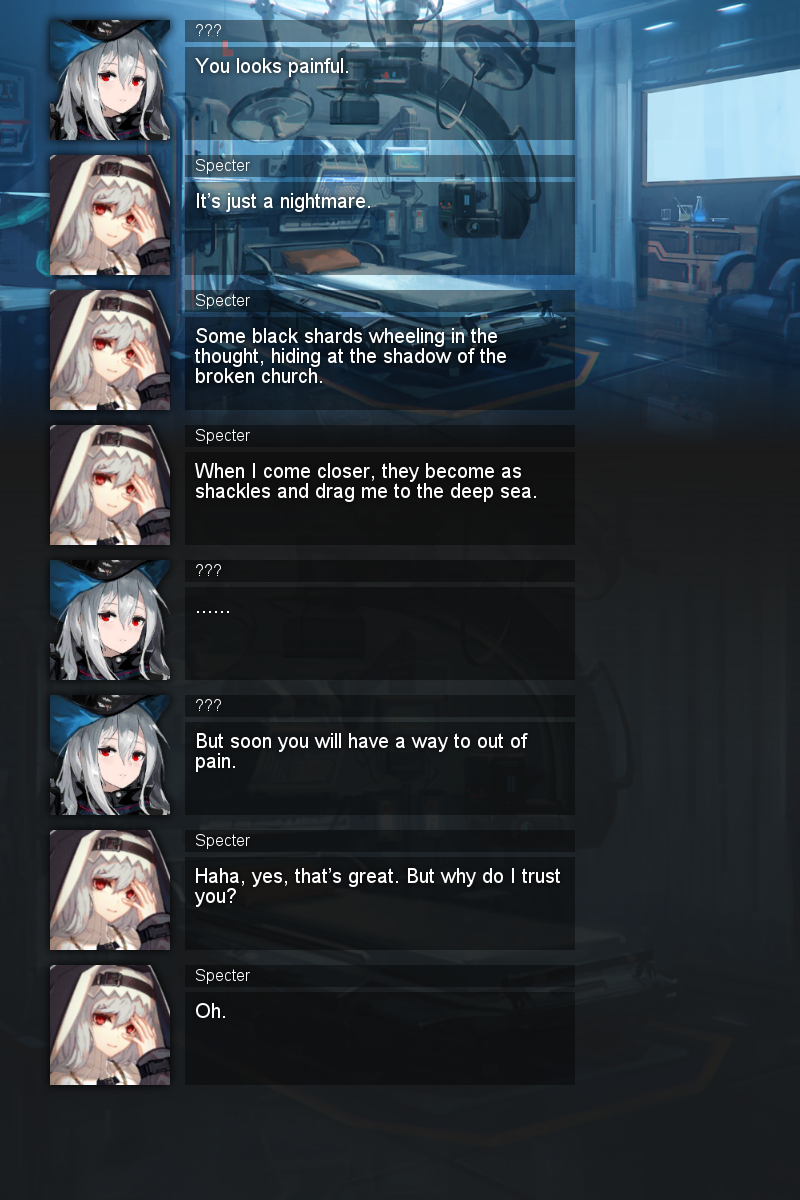 ???
You looks painful.
Specter
It's just a nightmare.
Specter
Some black shards wheeling in the
thought, hiding at the shadow of the
broken church.
Specter
When I come closer, they become as
shackles and drag me to the deep sea.
???
......
???
But soon you will have a way to out of
pain.
Specter
Haha, yes, that's great. But why do I trust
you?
Specter
Oh.